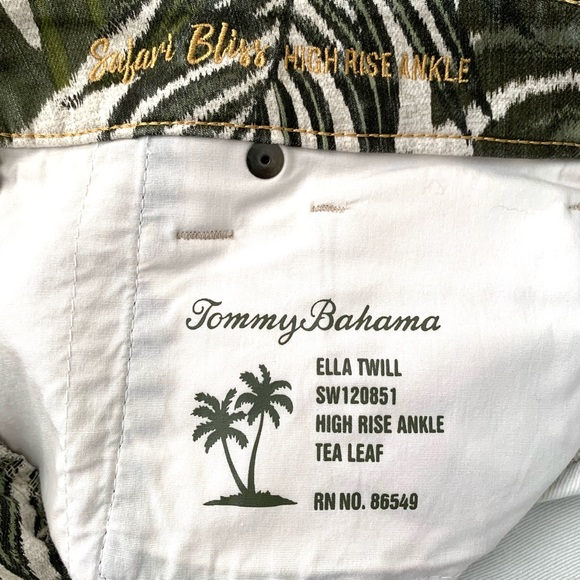 Safari Bliss HIGH RISE ANKLE
Tommy Bahama
ELLA TWILL
SW120851
HIGH RISE ANKLE
TEA LEAF
RN NO. 86549